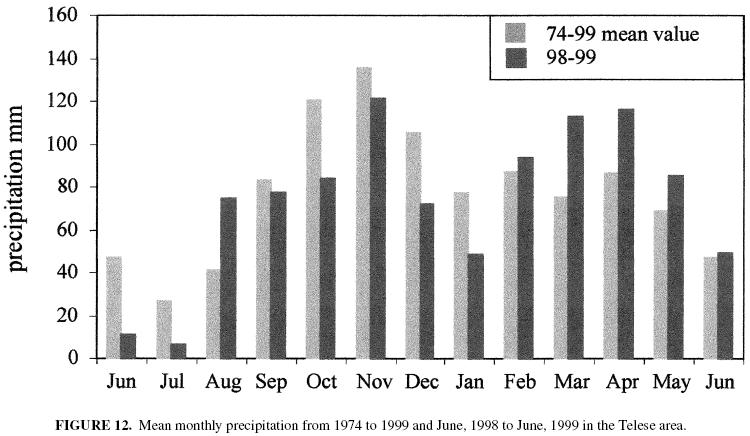 160
140
120
100
80
60
40
20
0
precipitation mm
74-99 mean value
98-99
Jun Jul Aug Sep Oct Nov Dec Jan Feb Mar Apr May Jun
FIGURE 12. Mean monthly precipitation from 1974 to 1999 and June, 1998 to June, 1999 in the Telese area.